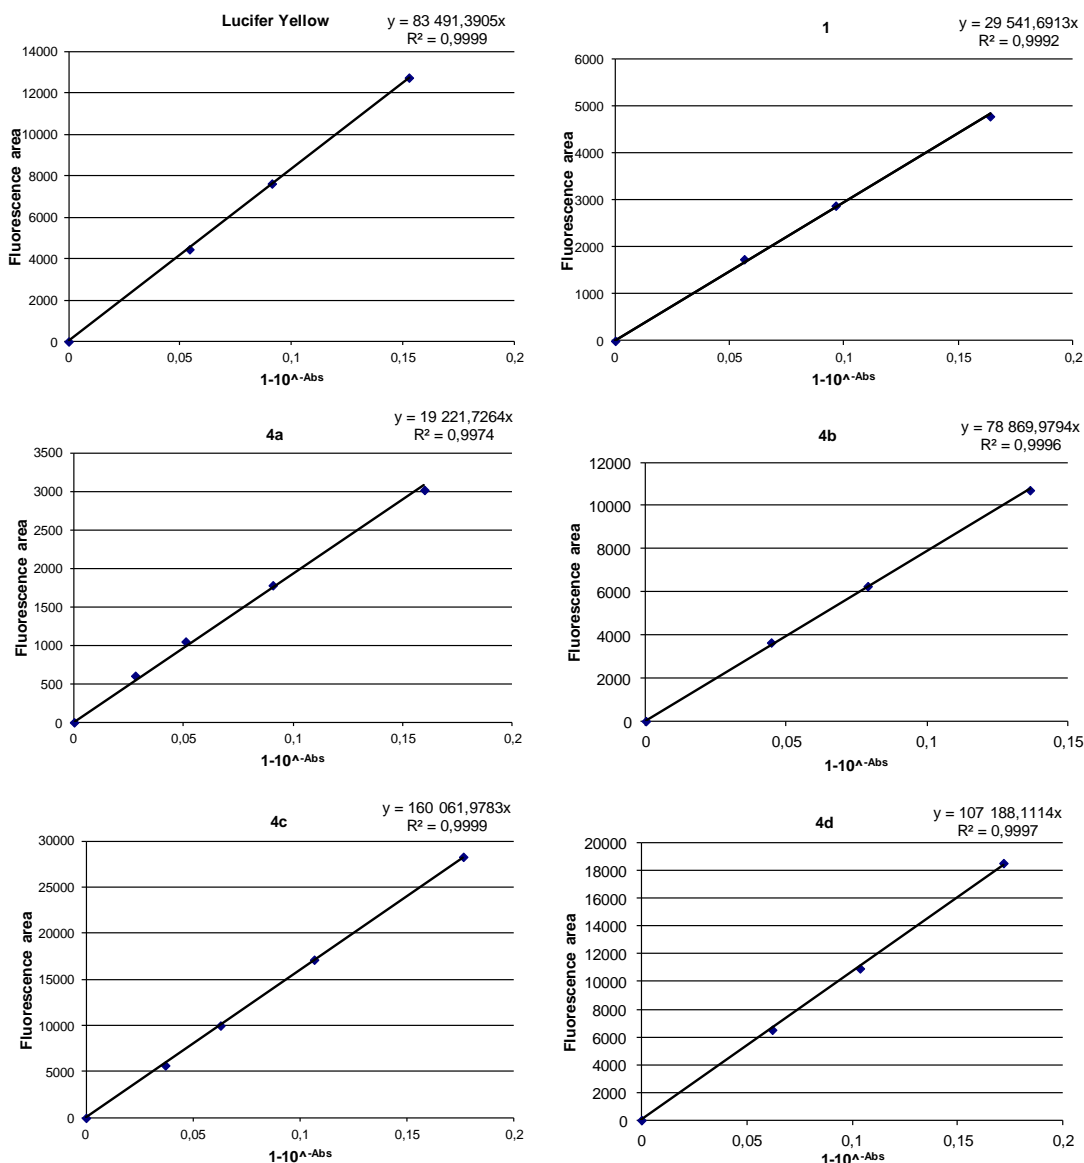 Lucifer Yellow
y = 83 491,3905x
R² = 0,9999
14000
12000
10000
8000
6000
4000
2000
0
Fluorescence area
0 0,05 0,1 0,15 0,2
1-10^-Abs
1
y = 29 541,6913x
R² = 0,9992
6000
5000
4000
3000
2000
1000
0
Fluorescence area
0 0,05 0,1 0,15 0,2
1-10^-Abs
4a
y = 19 221,7264x
R² = 0,9974
3500
3000
2500
2000
1500
1000
500
0
Fluorescence area
0 0,05 0,1 0,15 0,2
1-10^-Abs
4b
y = 78 869,9794x
R² = 0,9996
12000
10000
8000
6000
4000
2000
0
Fluorescence area
0 0,05 0,1 0,15
1-10^-Abs
4c
y = 160 061,9783x
R² = 0,9999
30000
25000
20000
15000
10000
5000
0
Fluorescence area
0 0,05 0,1 0,15 0,2
1-10^-Abs
4d
y = 107 188,1114x
R² = 0,9997
20000
18000
16000
14000
12000
10000
8000
6000
4000
2000
0
Fluorescence area
0 0,05 0,1 0,15 0,2
1-10^-Abs